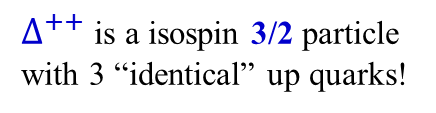 Δ⁺⁺ is a isospin 3/2 particle
with 3 “identical” up quarks!